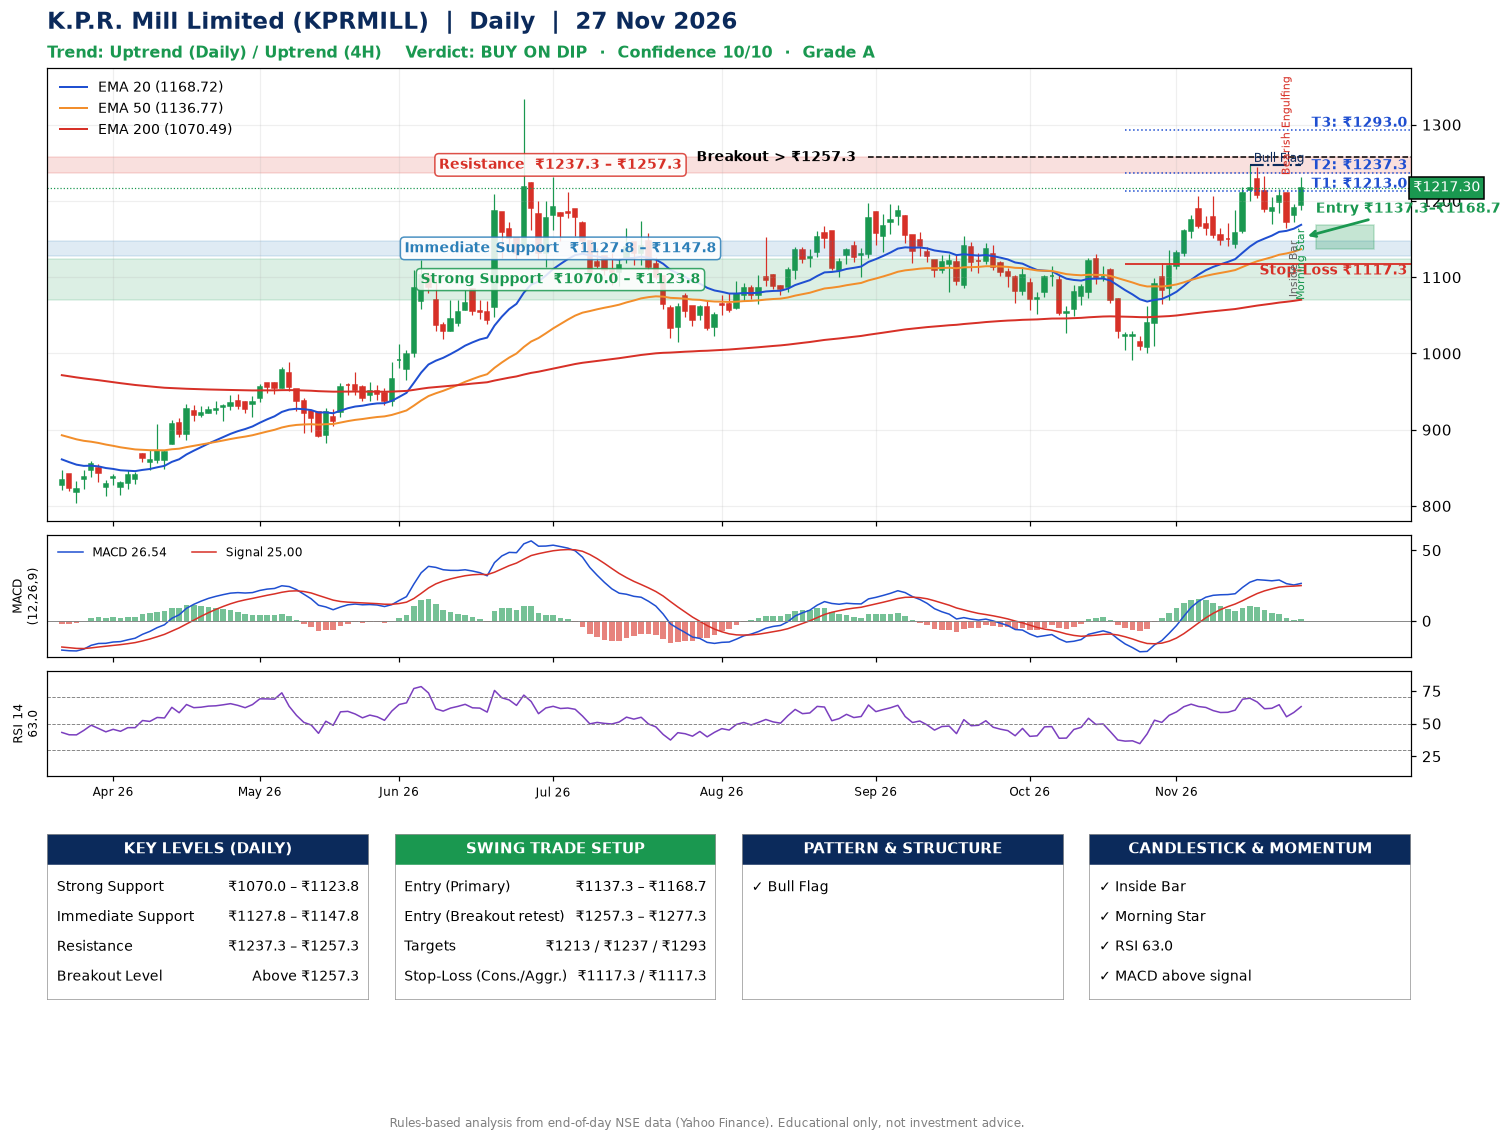 K.P.R. Mill Limited (KPRMILL) | Daily | 27 Nov 2026
Trend: Uptrend (Daily) / Uptrend (4H) Verdict: BUY ON DIP · Confidence 10/10 · Grade A
EMA 20 (1168.72)
EMA 50 (1136.77)
EMA 200 (1070.49)
Bearish Engulfing
T3: ₹1293.0
1300
Breakout > ₹1257.3
Bull Flag
Resistance ₹1237.3 – ₹1257.3
T2: ₹1237.3
T1: ₹1213.0
₹1217.30
1200
Entry ₹1137.3–₹1168.7
Immediate Support ₹1127.8 – ₹1147.8
Inside Bar
Morning Star
Stop Loss ₹1117.3
Strong Support ₹1070.0 – ₹1123.8
1100
1000
900
800
MACD 26.54
Signal 25.00
MACD
(12,26,9)
50
0
RSI 14
63.0
75
50
25
Apr 26
May 26
Jun 26
Jul 26
Aug 26
Sep 26
Oct 26
Nov 26
KEY LEVELS (DAILY)
Strong Support ₹1070.0 – ₹1123.8
Immediate Support ₹1127.8 – ₹1147.8
Resistance ₹1237.3 – ₹1257.3
Breakout Level Above ₹1257.3
SWING TRADE SETUP
Entry (Primary) ₹1137.3 – ₹1168.7
Entry (Breakout retest) ₹1257.3 – ₹1277.3
Targets ₹1213 / ₹1237 / ₹1293
Stop-Loss (Cons./Aggr.) ₹1117.3 / ₹1117.3
PATTERN & STRUCTURE
✓ Bull Flag
CANDLESTICK & MOMENTUM
✓ Inside Bar
✓ Morning Star
✓ RSI 63.0
✓ MACD above signal
Rules-based analysis from end-of-day NSE data (Yahoo Finance). Educational only, not investment advice.